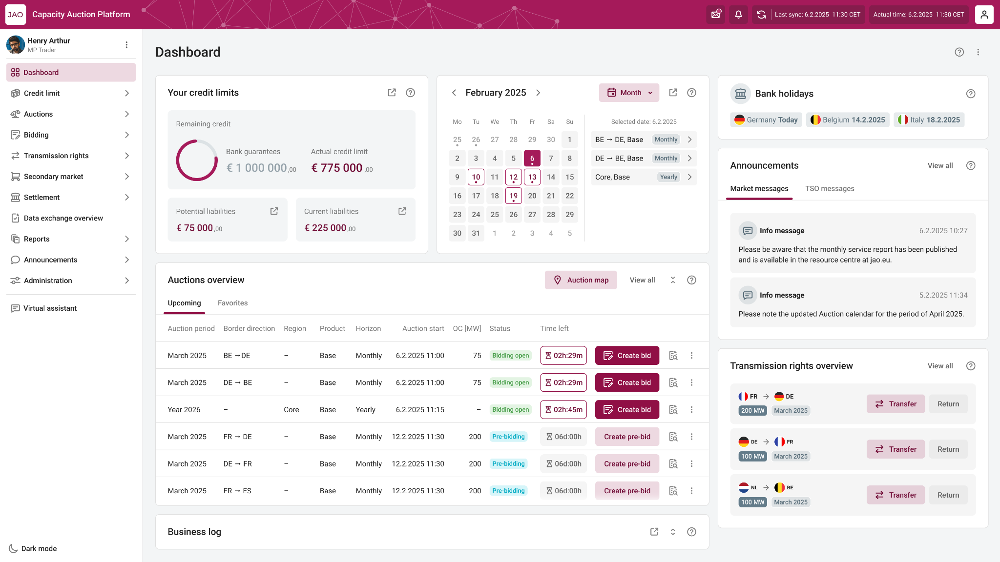 JAO
Capacity Auction Platform
Last sync: 6.2.2025 11:30 CET
Actual time: 6.2.2025 11:30 CET
Henry Arthur
MP Trader
Dashboard
Credit limit
Auctions
Bidding
Transmission rights
Secondary market
Settlement
Data exchange overview
Reports
Announcements
Administration
Virtual assistant
Dark mode
Dashboard
Your credit limits
Remaining credit
Bank guarantees
€ 1 000 000 ,00
Actual credit limit
€ 775 000 ,00
Potential liabilities
€ 75 000 ,00
Current liabilities
€ 225 000 ,00
February 2025
Month
Mo Tu We Th Fr Sa Su
25 26 27 28 29 30 1
2 3 4 5 6 7 8
9 10 11 12 13 14 15
16 17 18 19 20 21 22
23 24 25 26 27 28 29
30 31 1 2 3 4 5
Selected date: 6.2.2025
BE → DE, Base Monthly
DE → BE, Base Monthly
Core, Base Yearly
Auctions overview
Auction map
View all
Upcoming
Favorites
Auction period Border direction Region Product Horizon Auction start OC [MW] Status Time left
March 2025 BE →DE – Base Monthly 6.2.2025 11:00 75 Bidding open 02h:29m Create bid
March 2025 DE → BE – Base Monthly 6.2.2025 11:00 75 Bidding open 02h:29m Create bid
Year 2026 – Core Base Yearly 6.2.2025 11:15 – Bidding open 02h:45m Create bid
March 2025 FR → DE – Base Monthly 12.2.2025 11:30 200 Pre-bidding 06d:00h Create pre-bid
March 2025 DE → FR – Base Monthly 12.2.2025 11:30 200 Pre-bidding 06d:00h Create pre-bid
March 2025 FR → ES – Base Monthly 12.2.2025 11:30 200 Pre-bidding 06d:00h Create pre-bid
Business log
Bank holidays
Germany Today
Belgium 14.2.2025
Italy 18.2.2025
Announcements
View all
Market messages
TSO messages
Info message
6.2.2025 10:27
Please be aware that the monthly service report has been published
and is available in the resource centre at jao.eu.
Info message
5.2.2025 11:34
Please note the updated Auction calendar for the period of April 2025.
Transmission rights overview
View all
FR → DE
200 MW March 2025
Transfer
Return
DE → FR
100 MW March 2025
Transfer
Return
NL → BE
100 MW March 2025
Transfer
Return